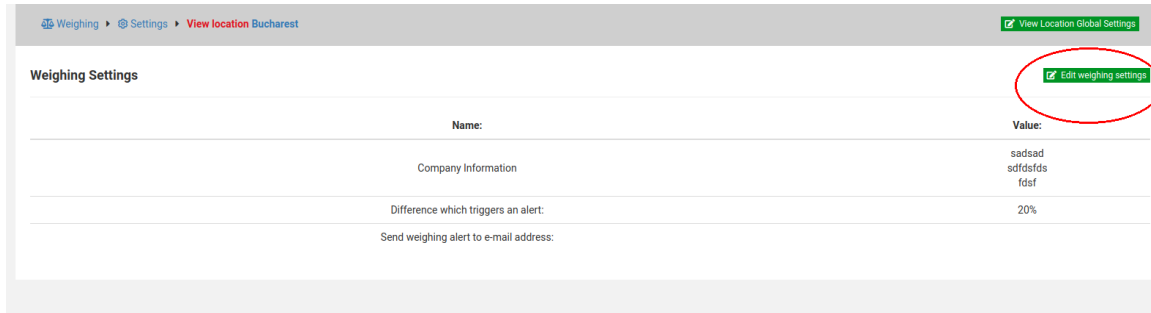 Weighing Settings View location Bucharest
View Location Global Settings
Weighing Settings
Edit weighing settings
Name: Value:
Company Information
sadsad
sdfdsfds
fdsf
Difference which triggers an alert: 20%
Send weighing alert to e-mail address: